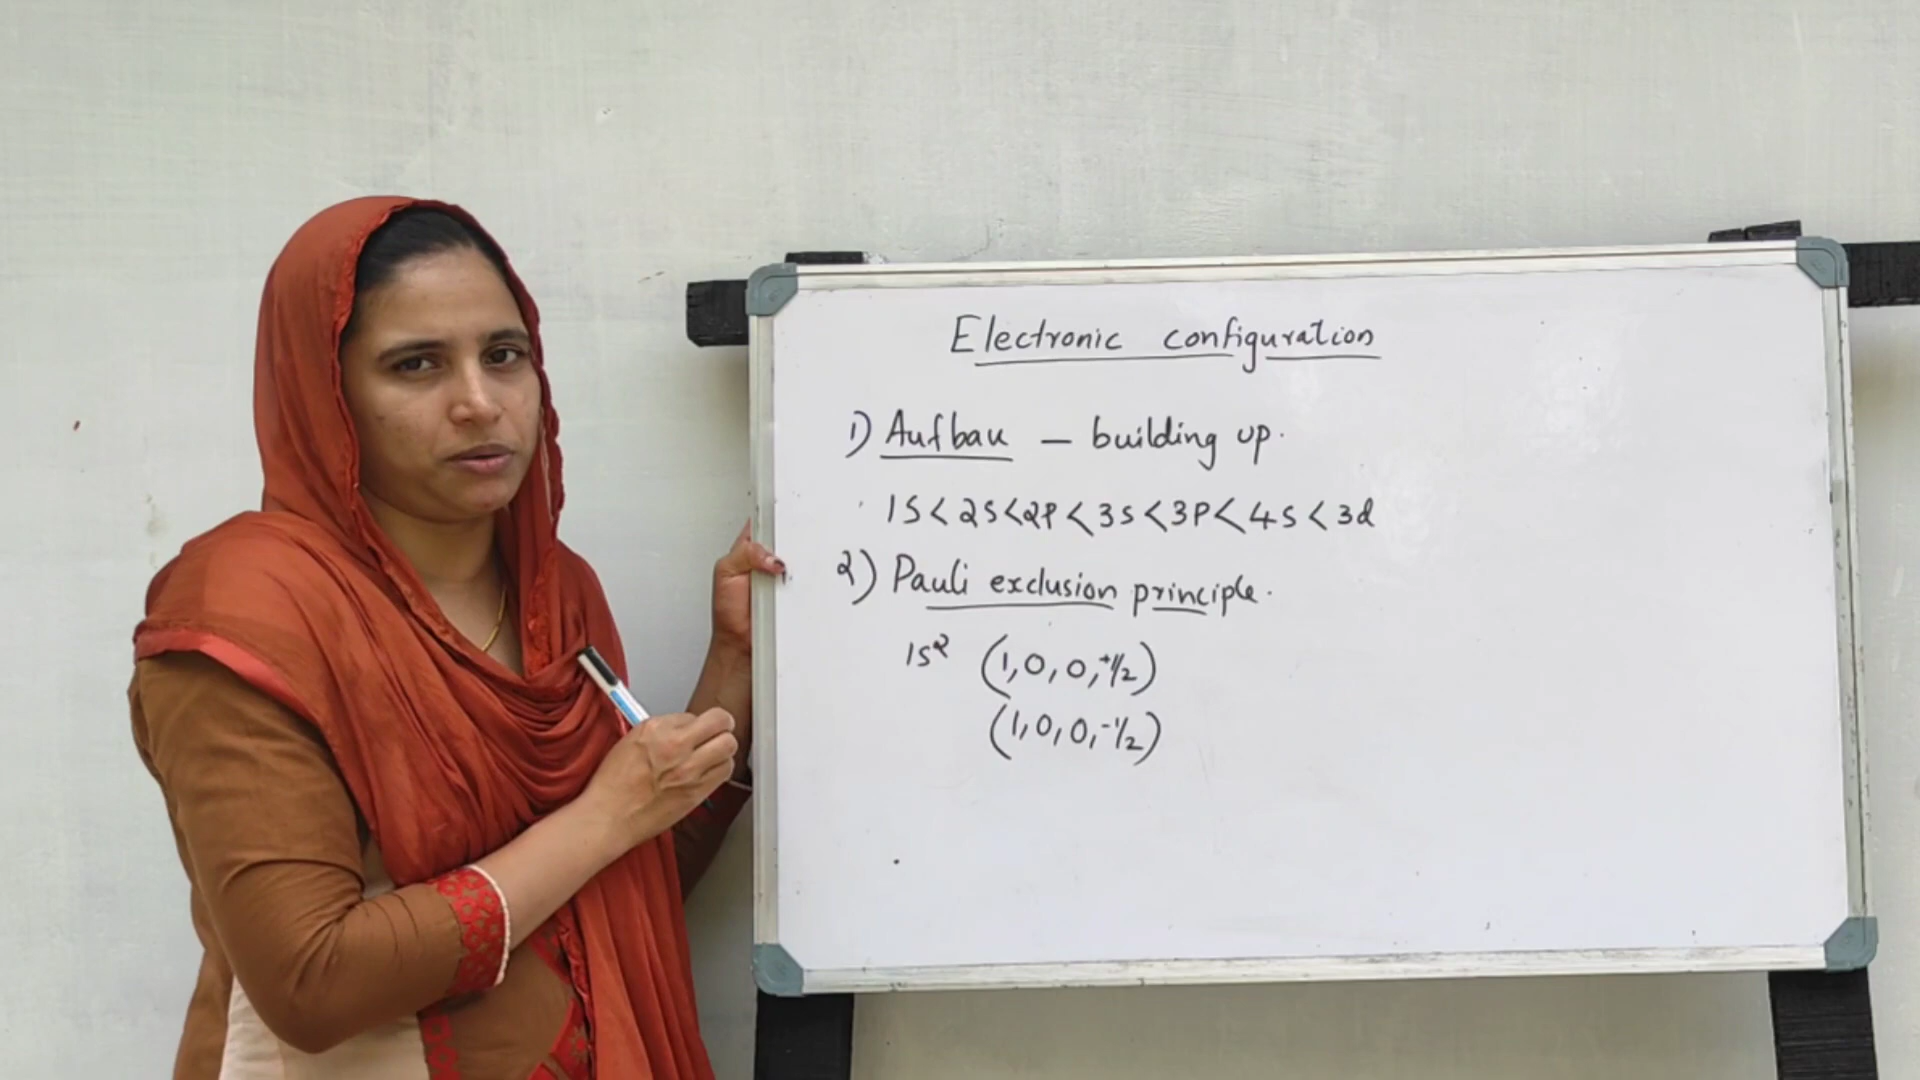 Electronic configuration
1) Aufbau – building up.
1s < 2s < 2p < 3s < 3p < 4s < 3d
2) Pauli exclusion principle.
1s² (1, 0, 0, +1/2)
(1, 0, 0, -1/2)